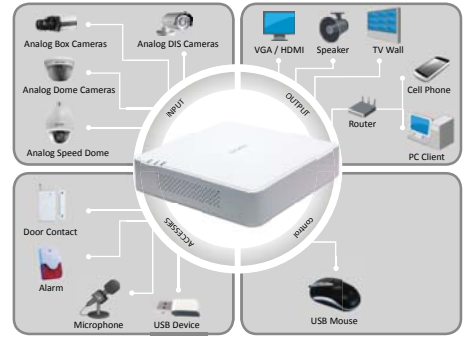 Analog Box Cameras
Analog DIS Cameras
Analog Dome Cameras
Analog Speed Dome
INPUT
VGA / HDMI
Speaker
TV Wall
Cell Phone
OUTPUT
Router
PC Client
Door Contact
ACCESSIES
Alarm
Microphone
USB Device
control
USB Mouse